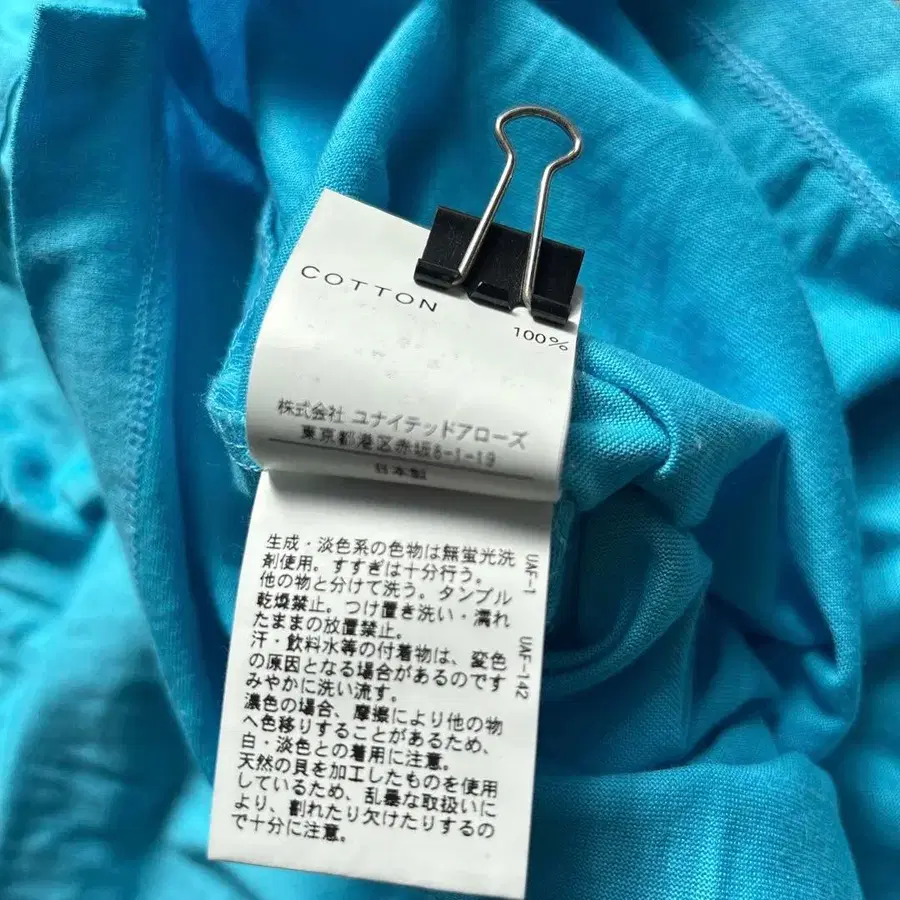 COTTON
100%
株式会社 ユナイテッドアローズ
東京都港区赤坂8-1-19
日本製
生成・淡色系の色物は無蛍光洗
剤使用。すすぎは十分行う。
他の物と分けて洗う。タンブル
乾燥禁止。つけ置き洗い・濡れ
たままの放置禁止。
汗・飲料水等の付着物は、変色
の原因となる場合があるのです
みやかに洗い流す。
濃色の場合、摩擦により他の物
へ色移りすることがあるため、
白・淡色との着用に注意。
天然の貝を加工したものを使用
しているため、乱暴な取扱いに
より、割れたり欠けたりするの
で十分に注意。
UAF-1
UAF-142